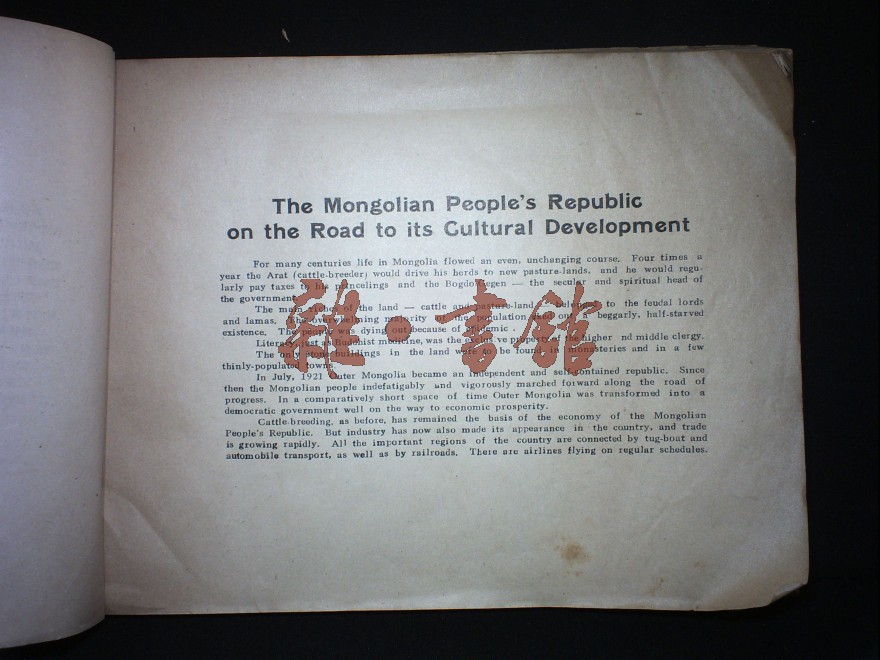 The Mongolian People's Republic
on the Road to its Cultural Development
For many centuries life in Mongolia flowed an even, unchanging course. Four times a
year the Arat (cattle-breeder) would drive his herds to new pasture-lands, and he would regu-
larly pay taxes to his princelings and the Bogdo Gegen — the secular and spiritual head of
the government.
The main riches of the land — cattle and pasture-land — belonged to the feudal lords
and lamas. The overwhelming majority of the population a beggarly, half-starved
existence. The people was dying out because of epidemic .
Literacy, just as Buddhist medicine, was the exclusive property of the higher nd middle clergy.
The only stone buildings in the land were to be found in monasteries and in a few
thinly-populated towns.
In July, 1921 Outer Mongolia became an independent and self-contained republic. Since
then the Mongolian people indefatigably and vigorously marched forward along the road of
progress. In a comparatively short space of time Outer Mongolia was transformed into a
democratic government well on the way to economic prosperity.
Cattle-breeding, as before, has remained the basis of the economy of the Mongolian
People's Republic. But industry has now also made its appearance in the country, and trade
is growing rapidly. All the important regions of the country are connected by tug-boat and
automobile transport, as well as by railroads. There are airlines flying on regular schedules.
書館